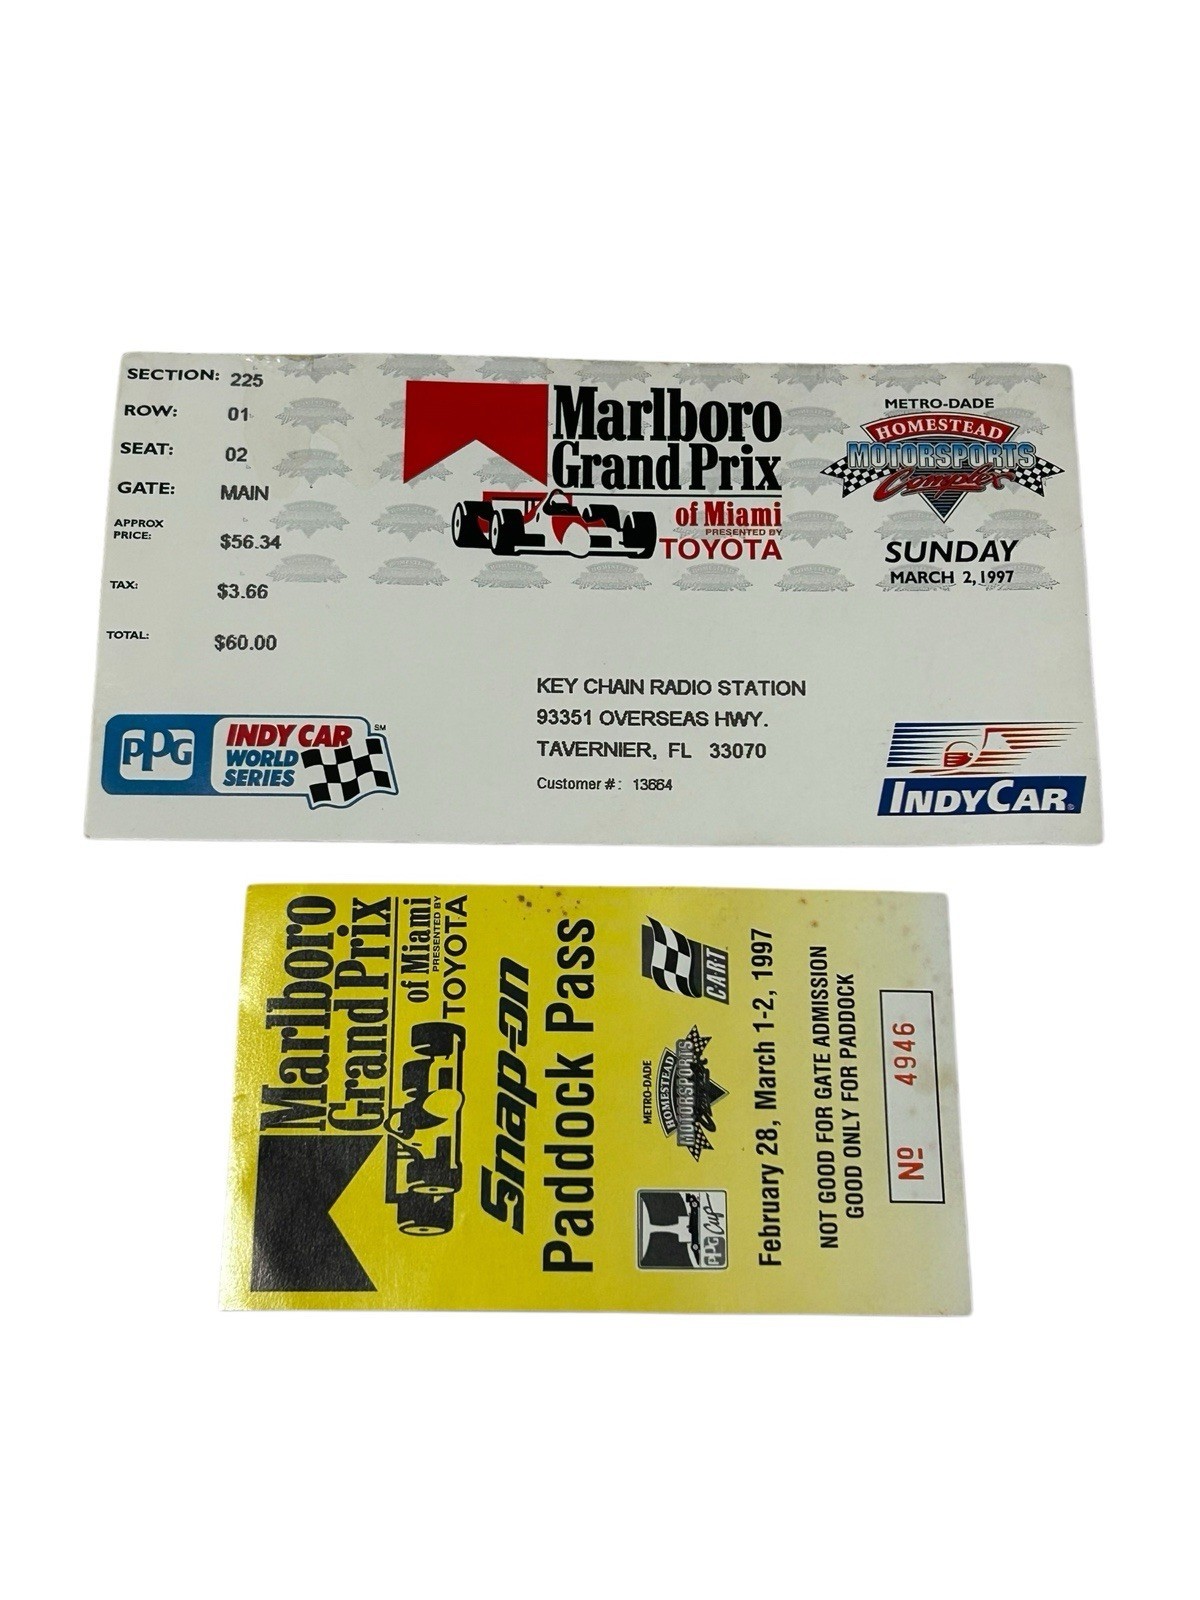 SECTION: 225
ROW: 01
SEAT: 02
GATE: MAIN
APPROX
PRICE: $56.34
TAX: $3.66
TOTAL: $60.00
Marlboro
Grand Prix
of Miami
PRESENTED BY
TOYOTA
METRO-DADE
HOMESTEAD
MOTORSPORTS
Complex
SUNDAY
MARCH 2, 1997
KEY CHAIN RADIO STATION
93351 OVERSEAS HWY.
TAVERNIER, FL 33070
Customer #: 13664
PPG
INDY CAR
WORLD
SERIES
SM
INDYCAR®
Marlboro
Grand Prix
of Miami
PRESENTED BY
TOYOTA
Snap-on
Paddock Pass
PPG Cup
METRO-DADE
HOMESTEAD
MOTORSPORTS
Complex
CART
February 28, March 1-2, 1997
NOT GOOD FOR GATE ADMISSION
GOOD ONLY FOR PADDOCK
Nº 4946